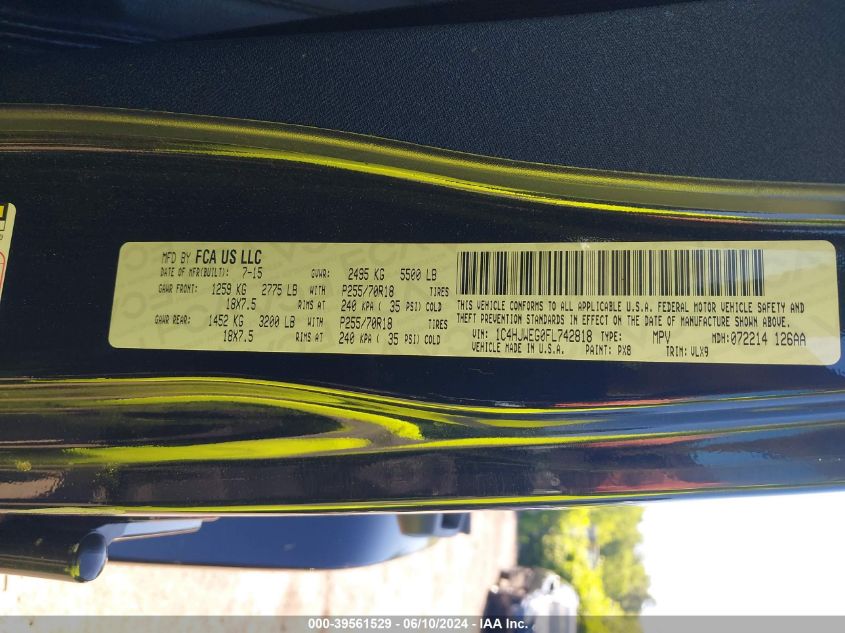 MFD BY FCA US LLC
DATE OF MFR(BUILT): 7-15 GVWR: 2495 KG 5500 LB
GAWR FRONT: 1259 KG 2775 LB WITH P255/70R18 TIRES
18X7.5 RIMS AT 240 KPA ( 35 PSI) COLD
GAWR REAR: 1452 KG 3200 LB WITH P255/70R18 TIRES
18X7.5 RIMS AT 240 KPA ( 35 PSI) COLD
THIS VEHICLE CONFORMS TO ALL APPLICABLE U.S.A. FEDERAL MOTOR VEHICLE SAFETY AND
THEFT PREVENTION STANDARDS IN EFFECT ON THE DATE OF MANUFACTURE SHOWN ABOVE.
VIN: 1C4HJWEG0FL742818 TYPE: MPV MDH:072214 126AA
VEHICLE MADE IN U.S.A. PAINT: PX8 TRIM: VLX9
000-39561529 - 06/10/2024 - IAA Inc.